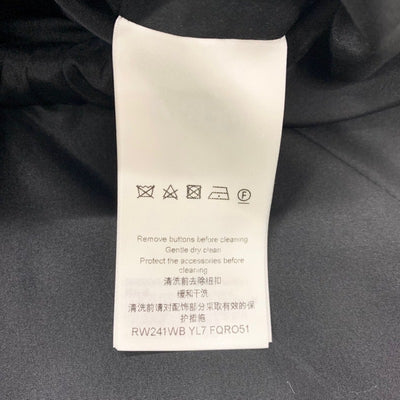 Remove buttons before cleaning
Gentle dry clean
Protect the accessories before
cleaning
清洗前去除纽扣
缓和干洗
清洗前请对配饰部分采取有效的保
护措施
RW241WB YL7 FQRO51